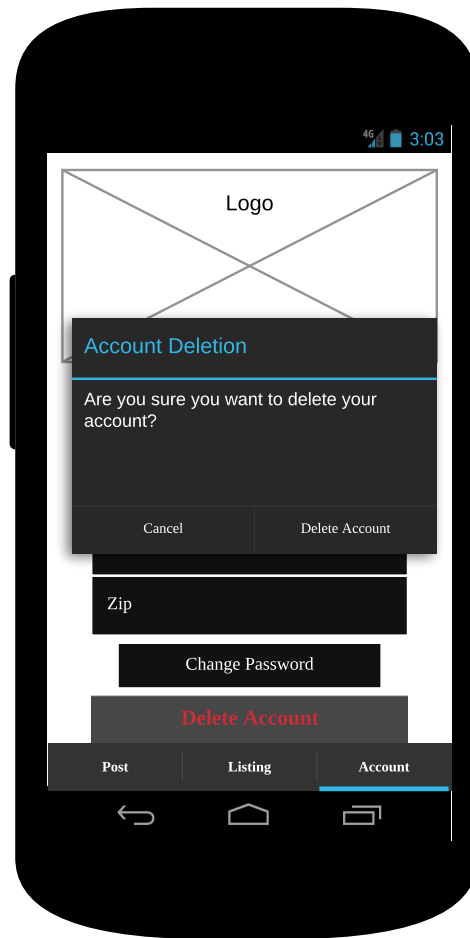 4G 3:03
Logo
Account Deletion
Are you sure you want to delete your
account?
Cancel Delete Account
Zip
Change Password
Delete Account
Post Listing Account